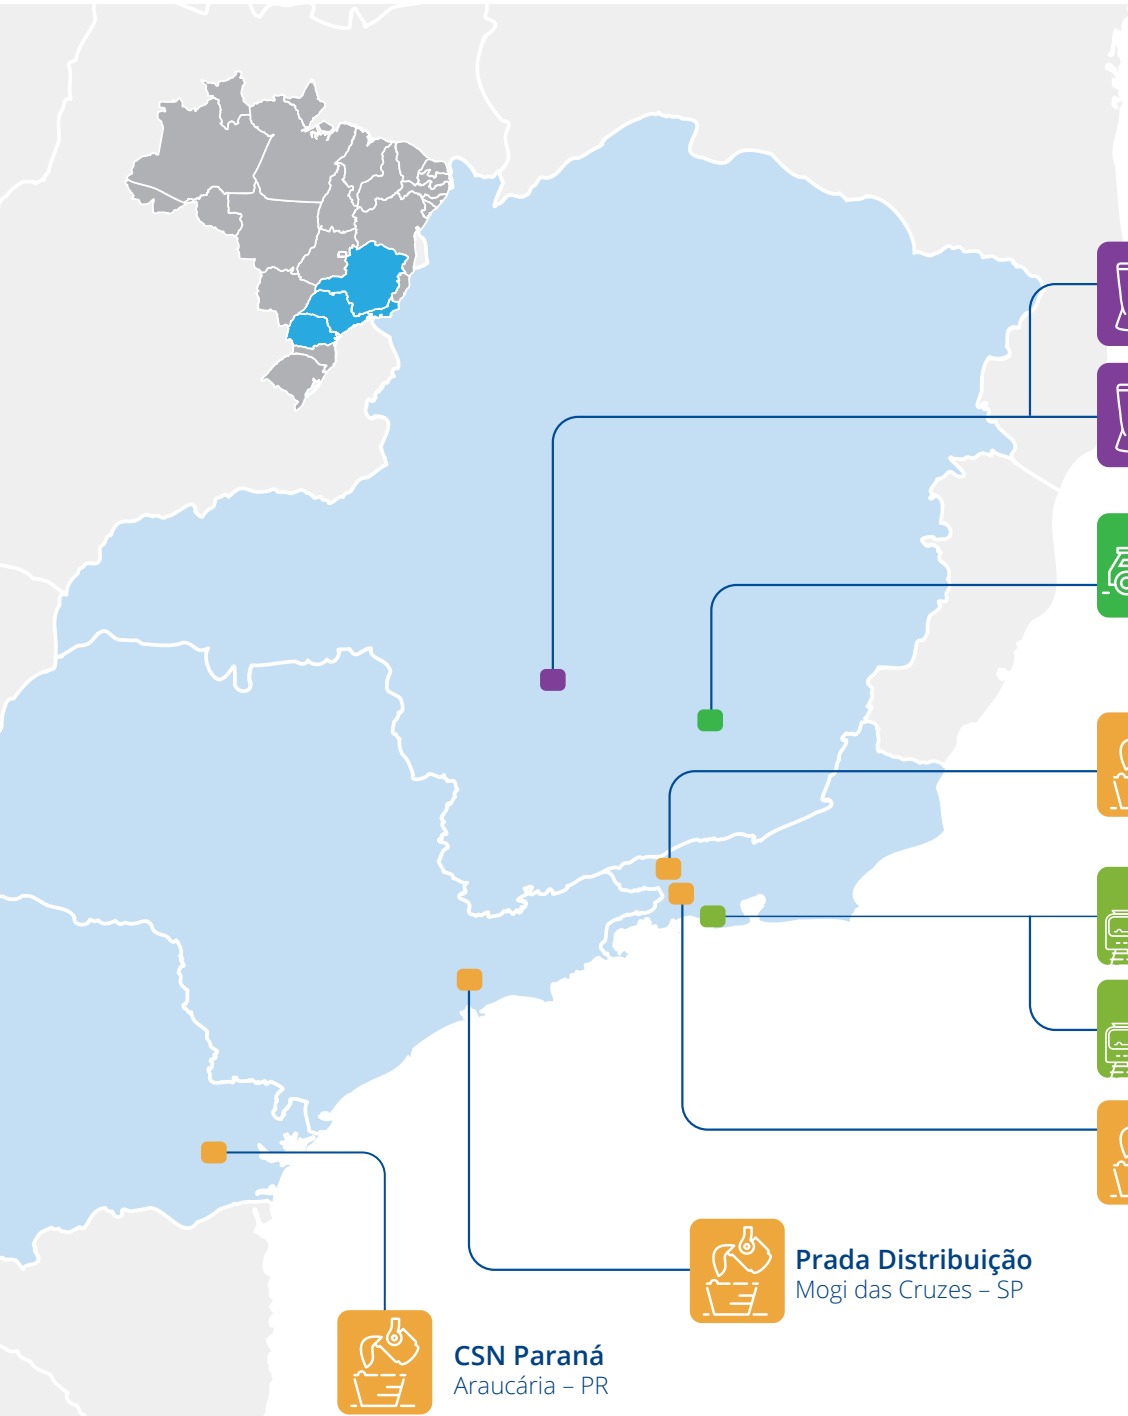 Prada Distribuição
Mogi das Cruzes – SP
CSN Paraná
Araucária – PR